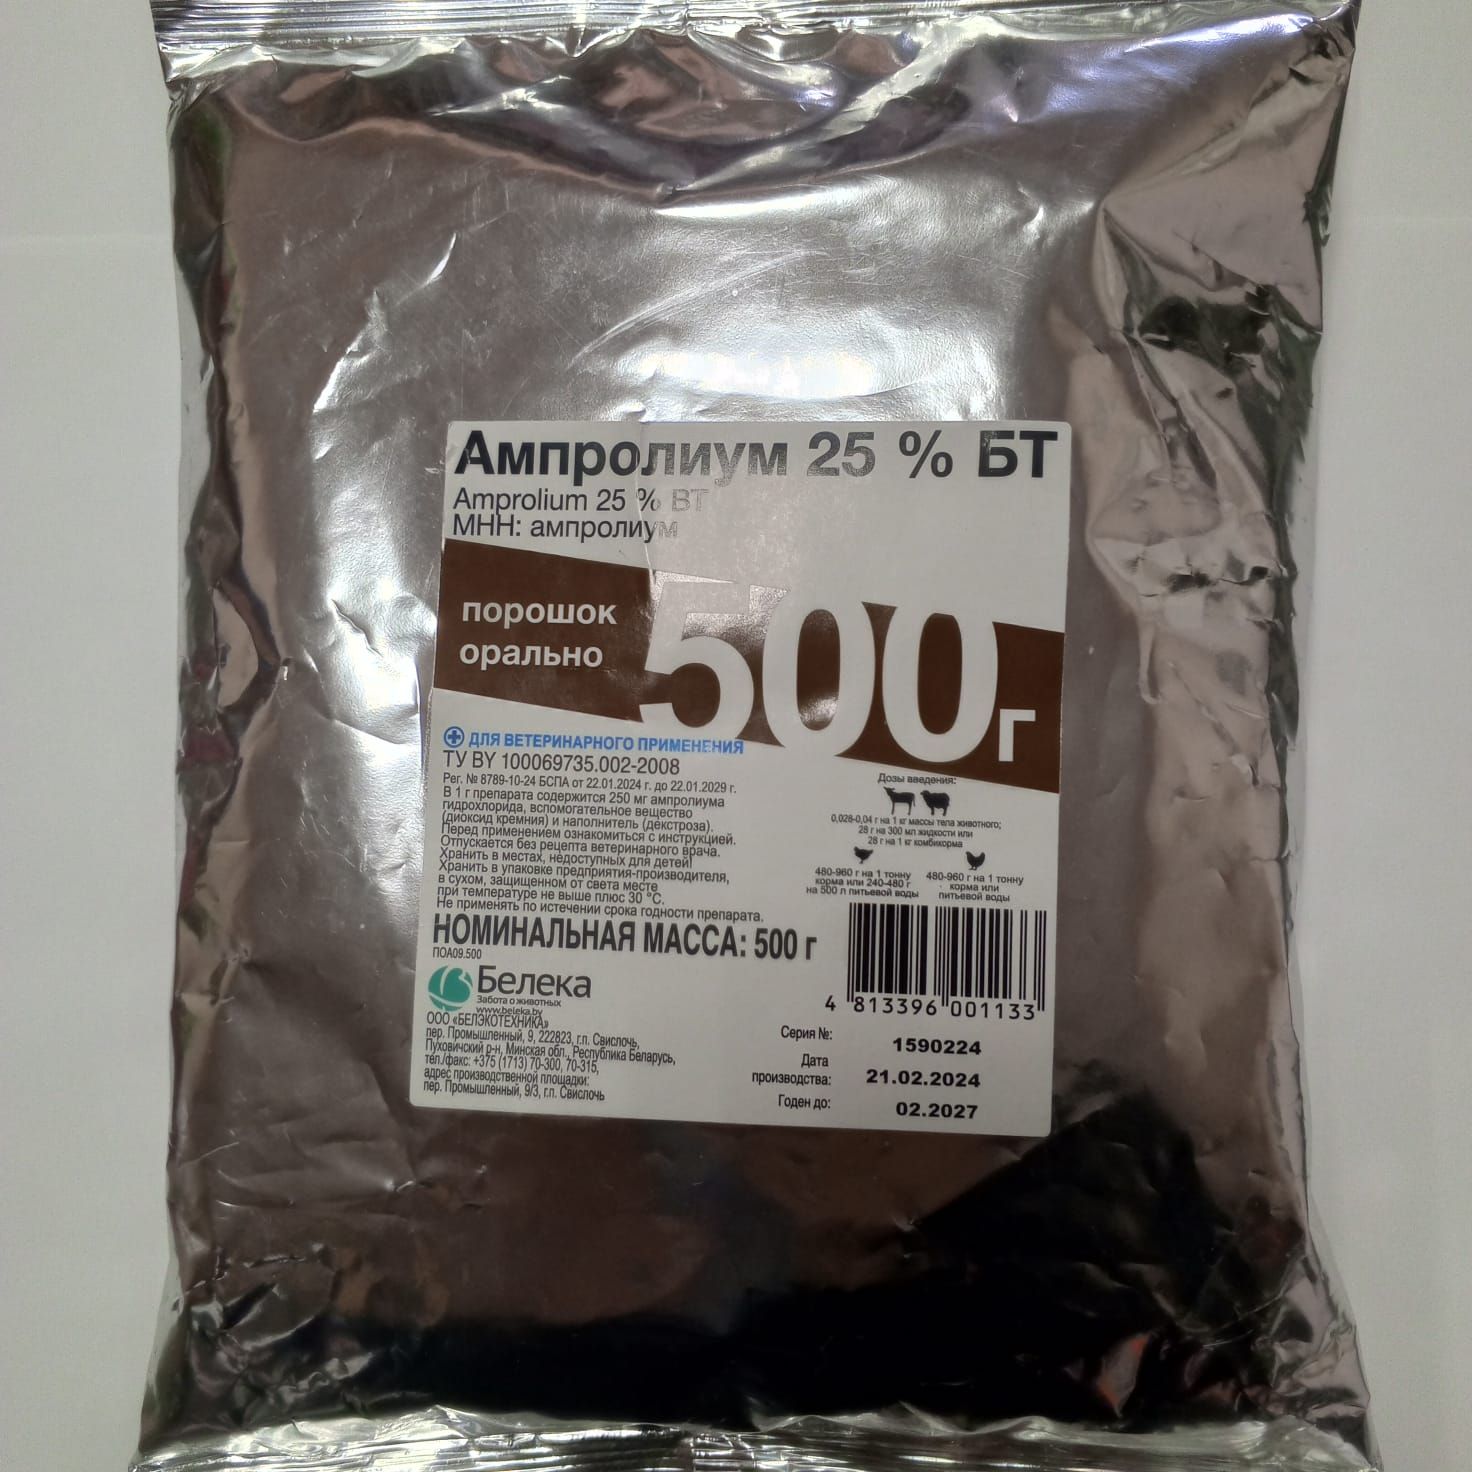 Ампролиум 25 % БТ
Amprolium 25 % BT
МНН: ампролиум
порошок
орально
500г
ДЛЯ ВЕТЕРИНАРНОГО ПРИМЕНЕНИЯ
ТУ BY 100069735.002-2008
Рег. № 8789-10-24 БСПА от 22.01.2024 г. до 22.01.2029 г.
В 1 г препарата содержится 250 мг ампролиума
гидрохлорида, вспомогательное вещество
(диоксид кремния) и наполнитель (декстроза).
Перед применением ознакомиться с инструкцией.
Отпускается без рецепта ветеринарного врача.
Хранить в местах, недоступных для детей!
Хранить в упаковке предприятия-производителя,
в сухом, защищенном от света месте
при температуре не выше плюс 30 °C.
Не применять по истечении срока годности препарата.
Дозы введения:
0,028-0,04 г на 1 кг массы тела животного;
28 г на 300 мл жидкости или
28 г на 1 кг комбикорма
480-960 г на 1 тонну
корма или 240-480 г
на 500 л питьевой воды
480-960 г на 1 тонну
корма или
питьевой воды
НОМИНАЛЬНАЯ МАССА: 500 г
ПОА09.500
Белека
Забота о животных
www.beleka.by
ООО «БЕЛЭКОТЕХНИКА»
пер. Промышленный, 9, 222823, г.п. Свислочь,
Пуховичский р-н, Минская обл., Республика Беларусь,
тел./факс: +375 (1713) 70-300, 70-315,
адрес производственной площадки:
пер. Промышленный, 9/3, г.п. Свислочь
4 813396 001133
Серия №: 1590224
Дата
производства: 21.02.2024
Годен до: 02.2027